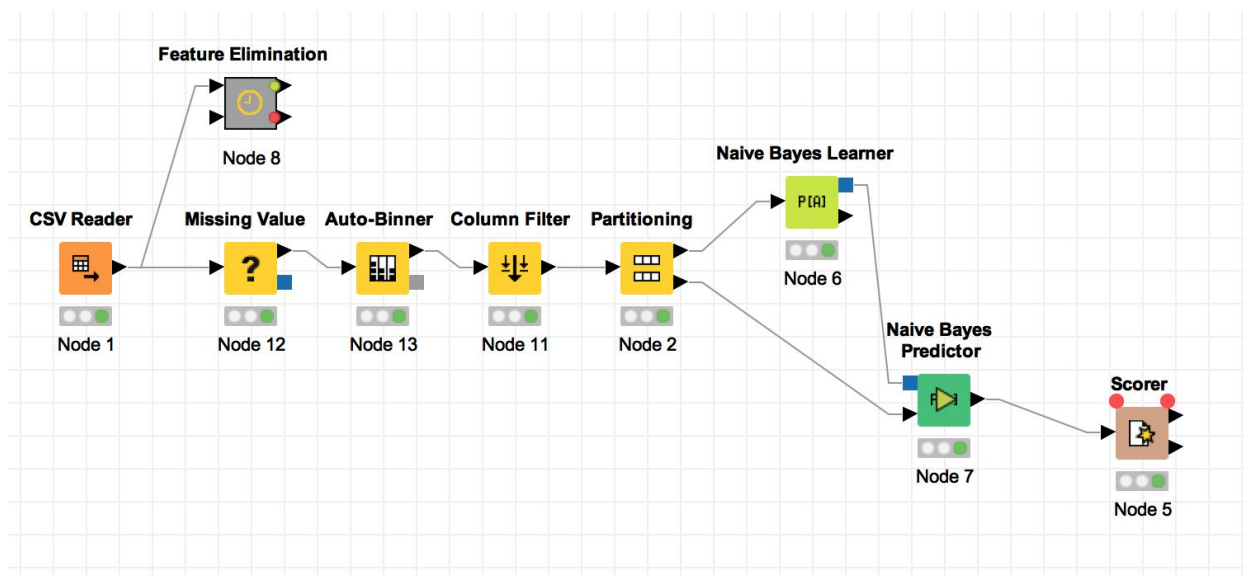 Feature Elimination
Node 8
Naive Bayes Learner
P[A]
Node 6
CSV Reader
Missing Value
Auto-Binner
Column Filter
Partitioning
?
Node 1
Node 12
Node 13
Node 11
Node 2
Naive Bayes
Predictor
Node 7
Scorer
Node 5